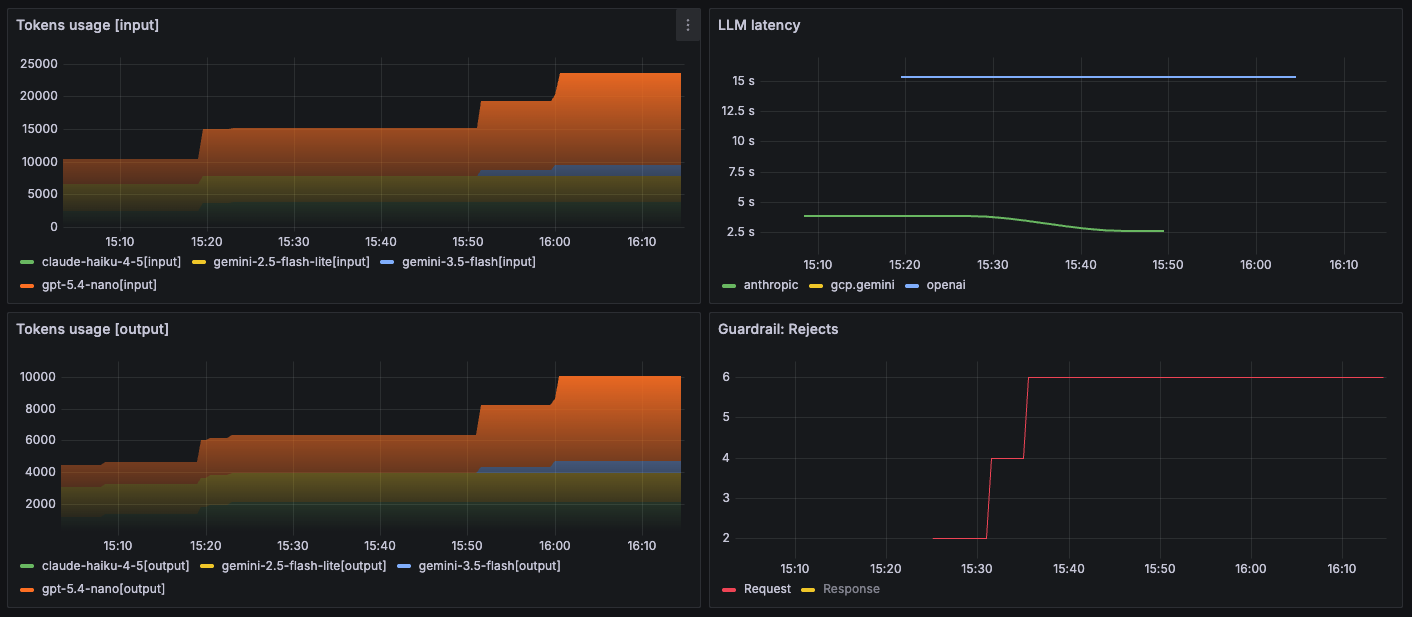 Tokens usage [input]
25000
20000
15000
10000
5000
0
15:10 15:20 15:30 15:40 15:50 16:00 16:10
claude-haiku-4-5[input] gemini-2.5-flash-lite[input] gemini-3.5-flash[input]
gpt-5.4-nano[input]
LLM latency
15 s
12.5 s
10 s
7.5 s
5 s
2.5 s
15:10 15:20 15:30 15:40 15:50 16:00 16:10
anthropic gcp.gemini openai
Tokens usage [output]
10000
8000
6000
4000
2000
15:10 15:20 15:30 15:40 15:50 16:00 16:10
claude-haiku-4-5[output] gemini-2.5-flash-lite[output] gemini-3.5-flash[output]
gpt-5.4-nano[output]
Guardrail: Rejects
6
5
4
3
2
15:10 15:20 15:30 15:40 15:50 16:00 16:10
Request Response